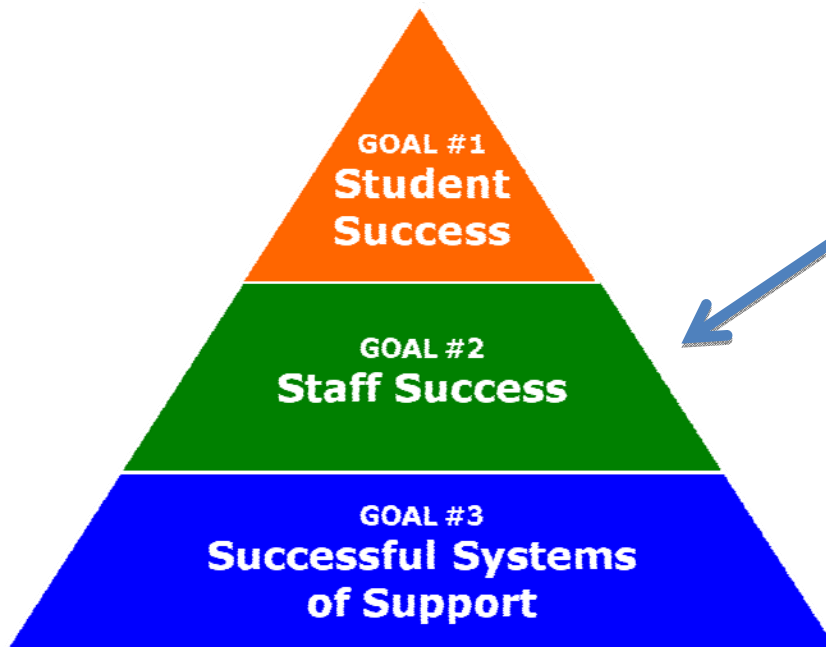 GOAL #1
Student
Success
GOAL #2
Staff Success
GOAL #3
Successful Systems
of Support